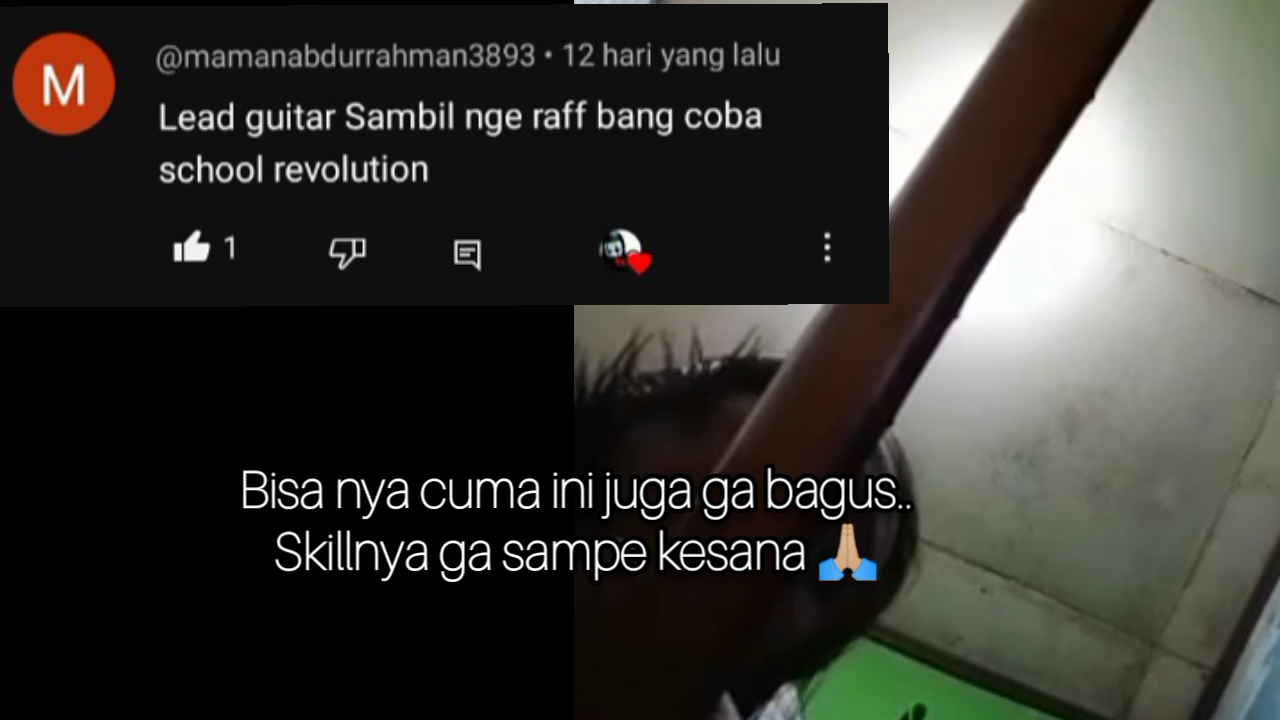 M
@mamanabdurrahman3893 • 12 hari yang lalu
Lead guitar Sambil nge raff bang coba
school revolution
1
Bisa nya cuma ini juga ga bagus..
Skillnya ga sampe kesana 🙏🏼